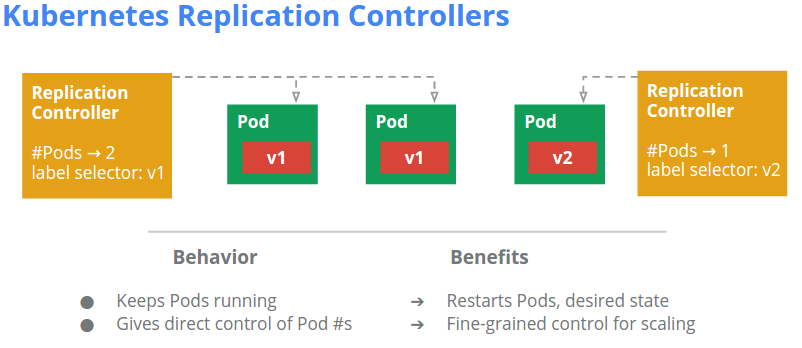 Kubernetes Replication Controllers
Replication
Controller
#Pods → 2
label selector: v1
Pod
v1
Pod
v1
Pod
v2
Replication
Controller
#Pods → 1
label selector: v2
Behavior
● Keeps Pods running
● Gives direct control of Pod #s
Benefits
➔ Restarts Pods, desired state
➔ Fine-grained control for scaling